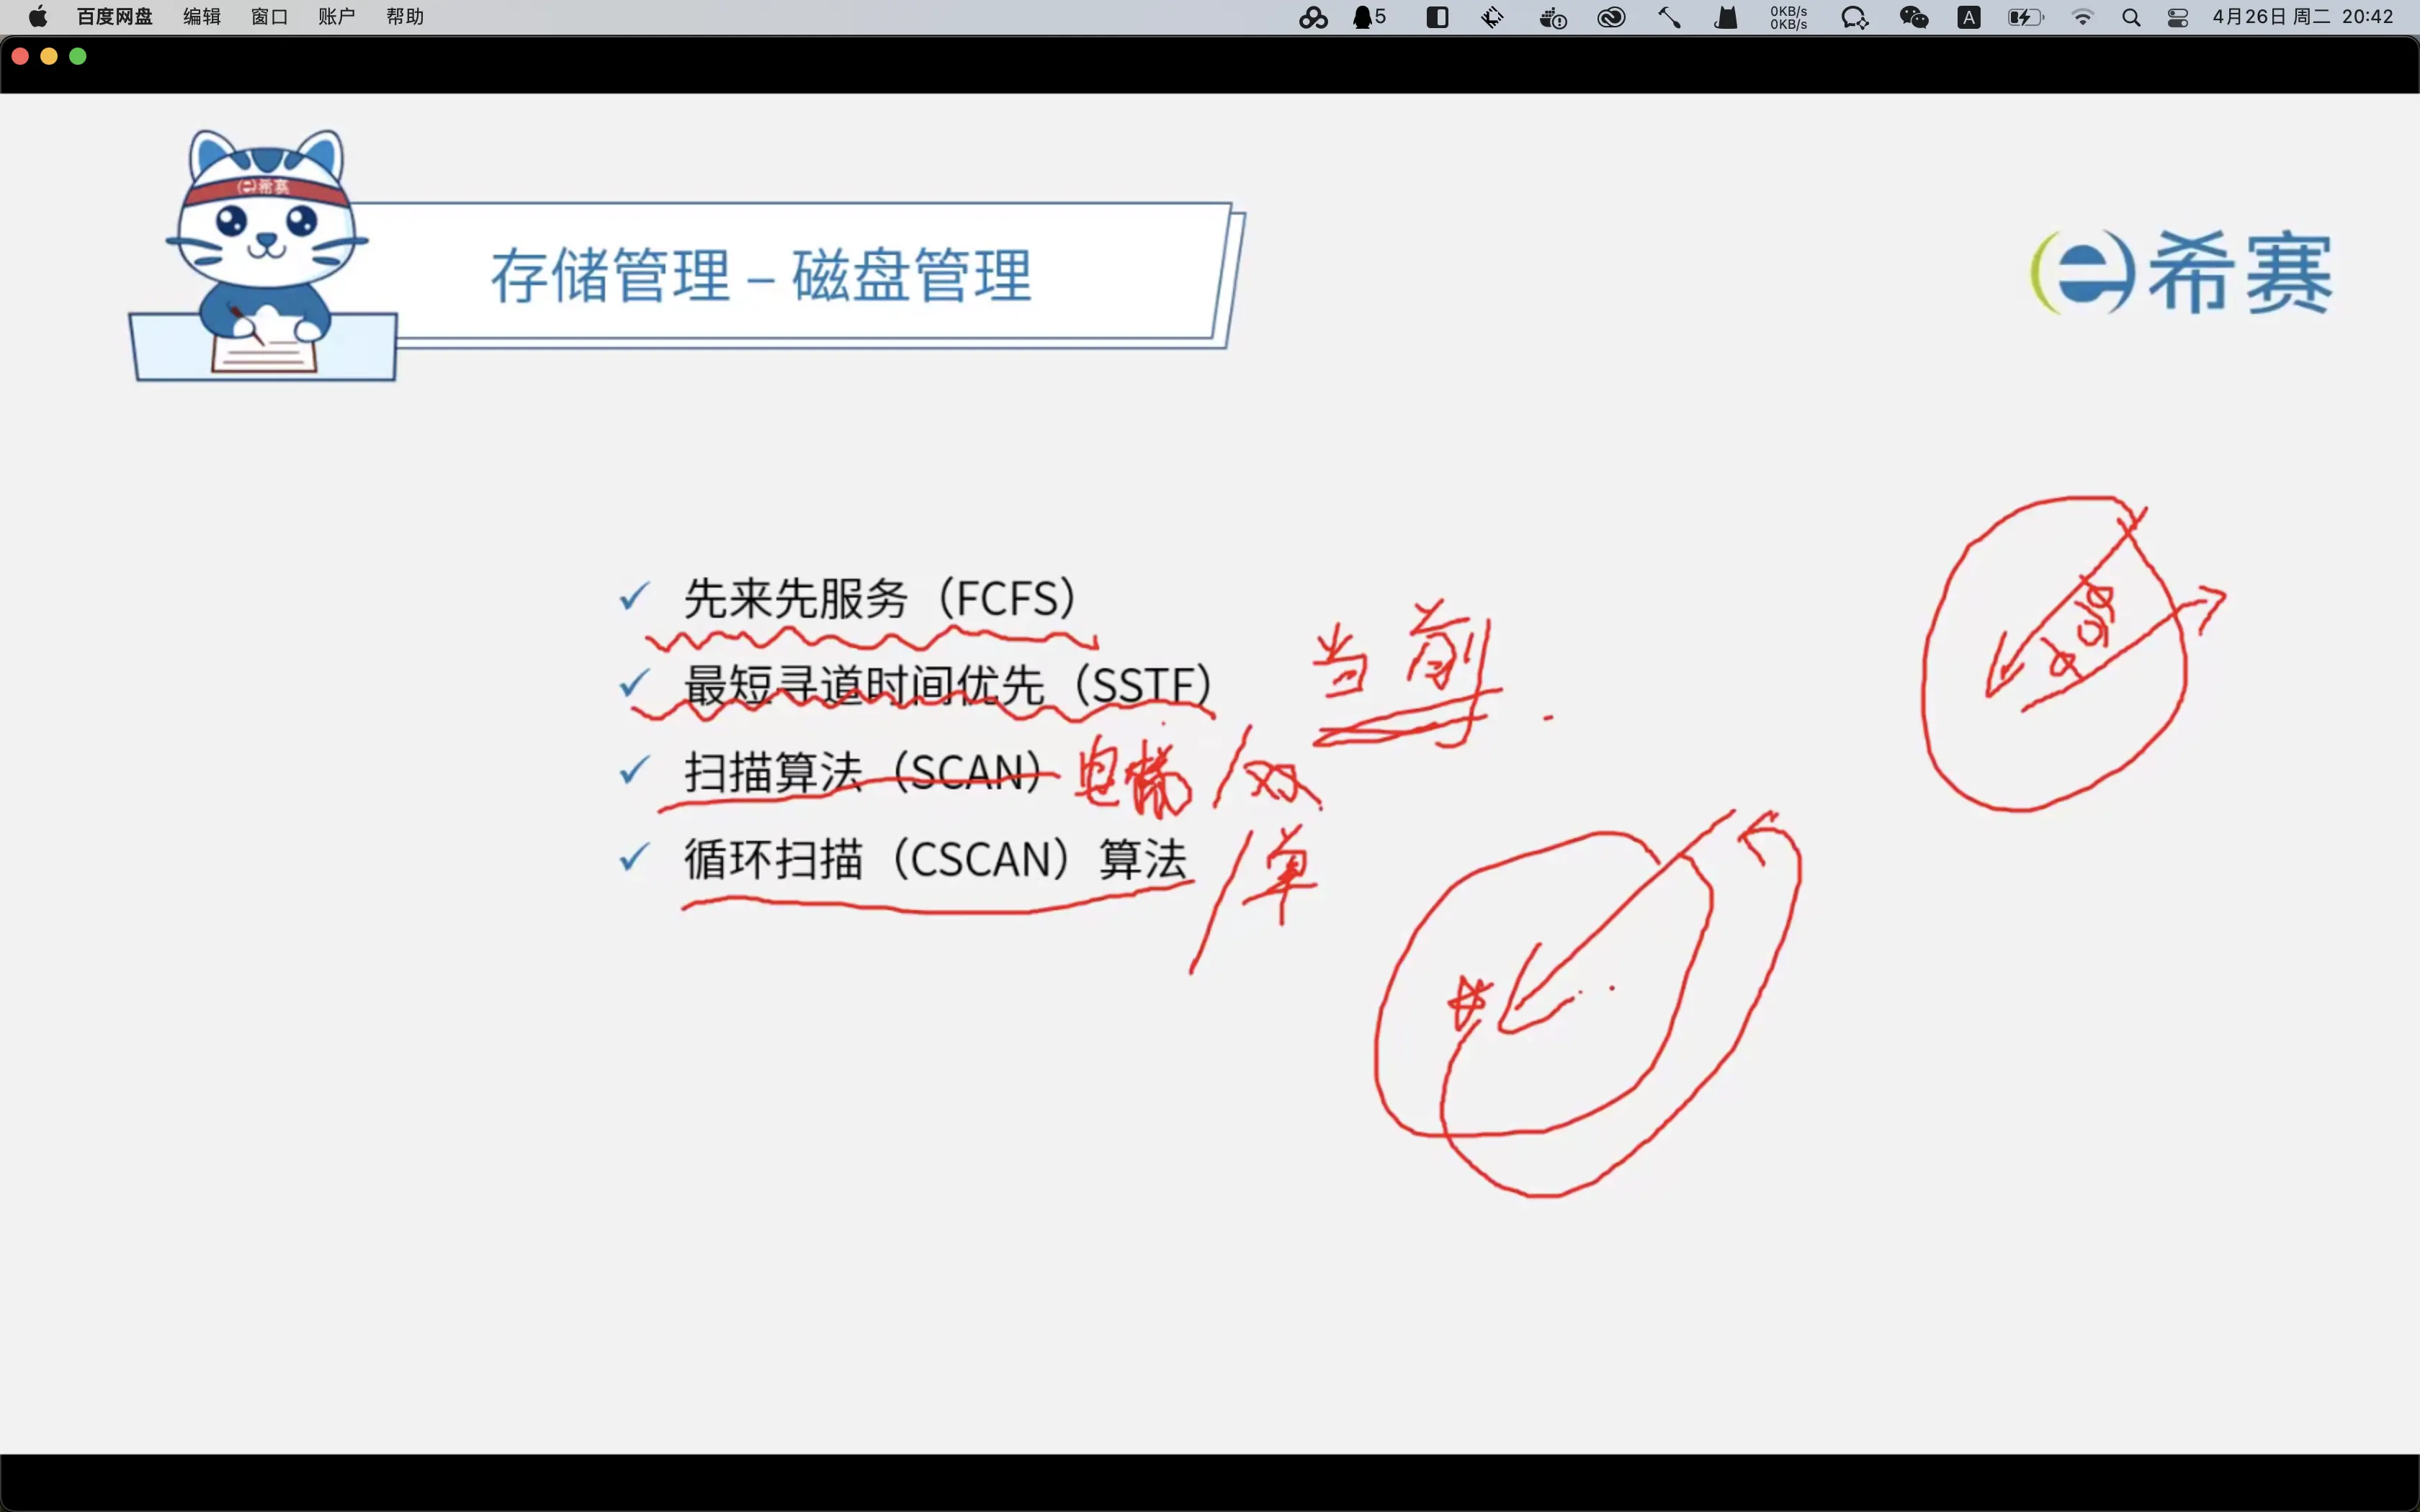 百度网盘 编辑 窗口 账户 帮助 5 0KB/s 0KB/s A 4月26日 周二 20:42
希赛
存储管理 – 磁盘管理
希赛
✓ 先来先服务（FCFS）
当前
✓ 最短寻道时间优先（SSTF）
✓ 扫描算法（SCAN） 电梯 / 双
✓ 循环扫描（CSCAN）算法 / 单